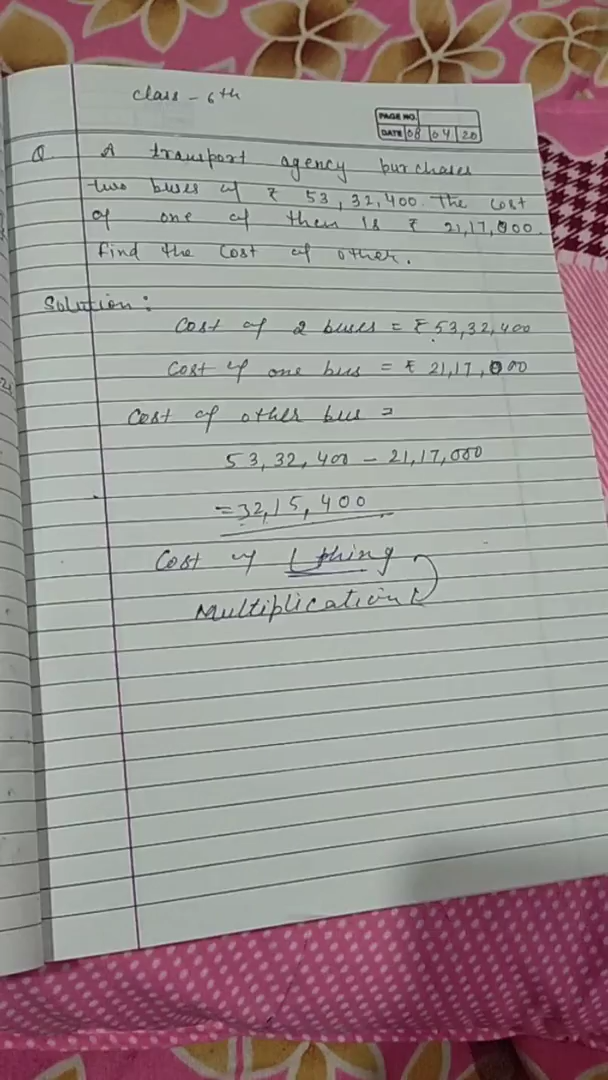 class - 6th
PAGE NO.
DATE 08 04 20
Q. A transport agency purchases
two buses of ₹ 53,32,400. The cost
of one of them is ₹ 21,17,000.
Find the cost of other.
Solution:
Cost of 2 buses = ₹ 53,32,400
Cost of one bus = ₹ 21,17,000
Cost of other bus =
53,32,400 - 21,17,000
= 32,15,400
Cost of 1 thing
Multiplication